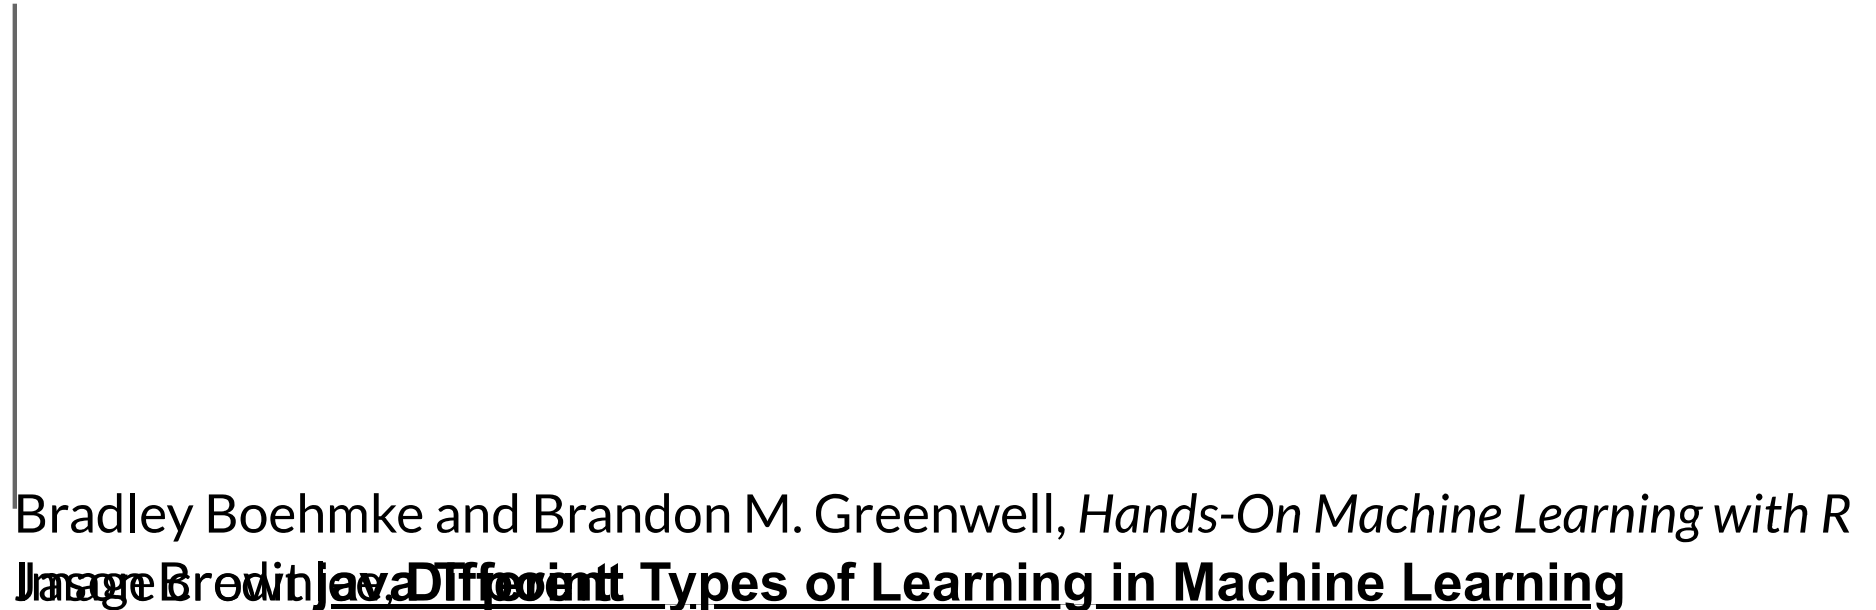 Bradley Boehmke and Brandon M. Greenwell, Hands-On Machine Learning with R
Types of Learning in Machine Learning